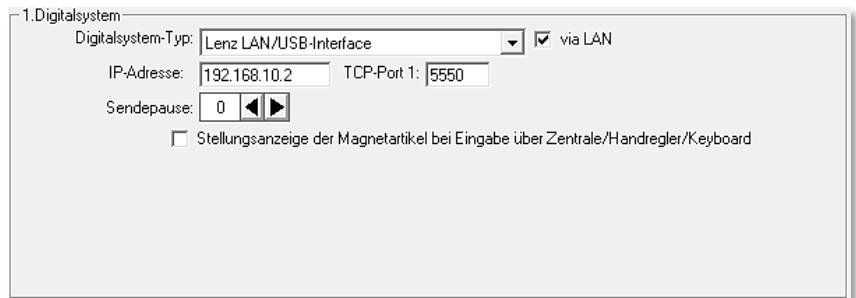 1.Digitalsystem
Digitalsystem-Typ: Lenz LAN/USB-Interface via LAN
IP-Adresse: 192.168.10.2 TCP-Port 1: 5550
Sendepause: 0
Stellungsanzeige der Magnetartikel bei Eingabe über Zentrale/Handregler/Keyboard